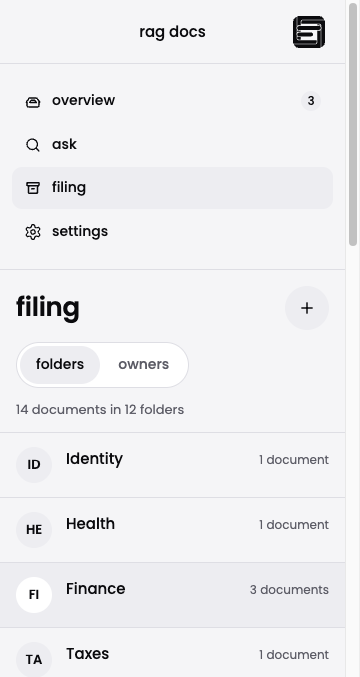 rag docs
overview
3
ask
filing
settings
filing
+
folders owners
14 documents in 12 folders
ID Identity 1 document
HE Health 1 document
FI Finance 3 documents
TA Taxes 1 document